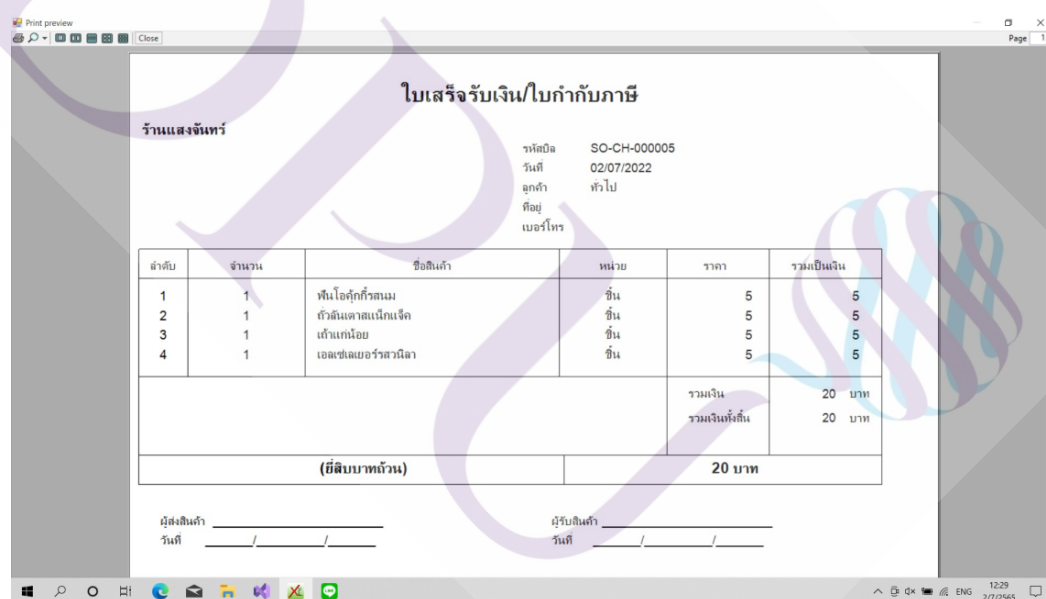 Print preview
Close
Page 1
ใบเสร็จรับเงิน/ใบกำกับภาษี
ร้านแสงจันทร์
รหัสบิล SO-CH-000005
วันที่ 02/07/2022
ลูกค้า ทั่วไป
ที่อยู่
เบอร์โทร
ลำดับ จำนวน ชื่อสินค้า หน่วย ราคา รวมเป็นเงิน
1 1 ฟันโอคุ้กกี้รสนม ชิ้น 5 5
2 1 ถั่วลันเตาสแน็กแจ็ค ชิ้น 5 5
3 1 เถ้าแก่น้อย ชิ้น 5 5
4 1 เอลเซ่เลเยอร์รสวนิลา ชิ้น 5 5
รวมเงิน 20 บาท
รวมเงินทั้งสิ้น 20 บาท
(ยี่สิบบาทถ้วน) 20 บาท
ผู้ส่งสินค้า ผู้รับสินค้า
วันที่ / / วันที่ / /
ENG 12:29
2/7/2565